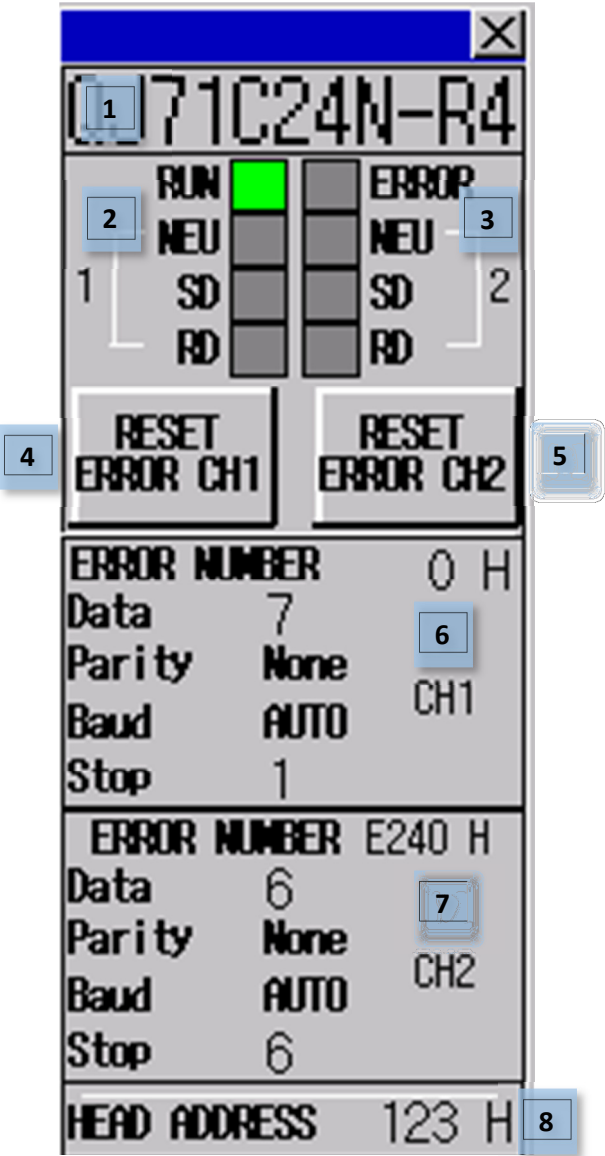 X
1
QJ71C24N-R4
RUN ERROR
2 3
NEU NEU
1 SD SD 2
RD RD
RESET RESET
4 ERROR CH1 ERROR CH2 5
ERROR NUMBER 0 H
Data 7
6
Parity None
CH1
Baud AUTO
Stop 1
ERROR NUMBER E240 H
Data 6
7
Parity None
CH2
Baud AUTO
Stop 6
HEAD ADDRESS 123 H 8